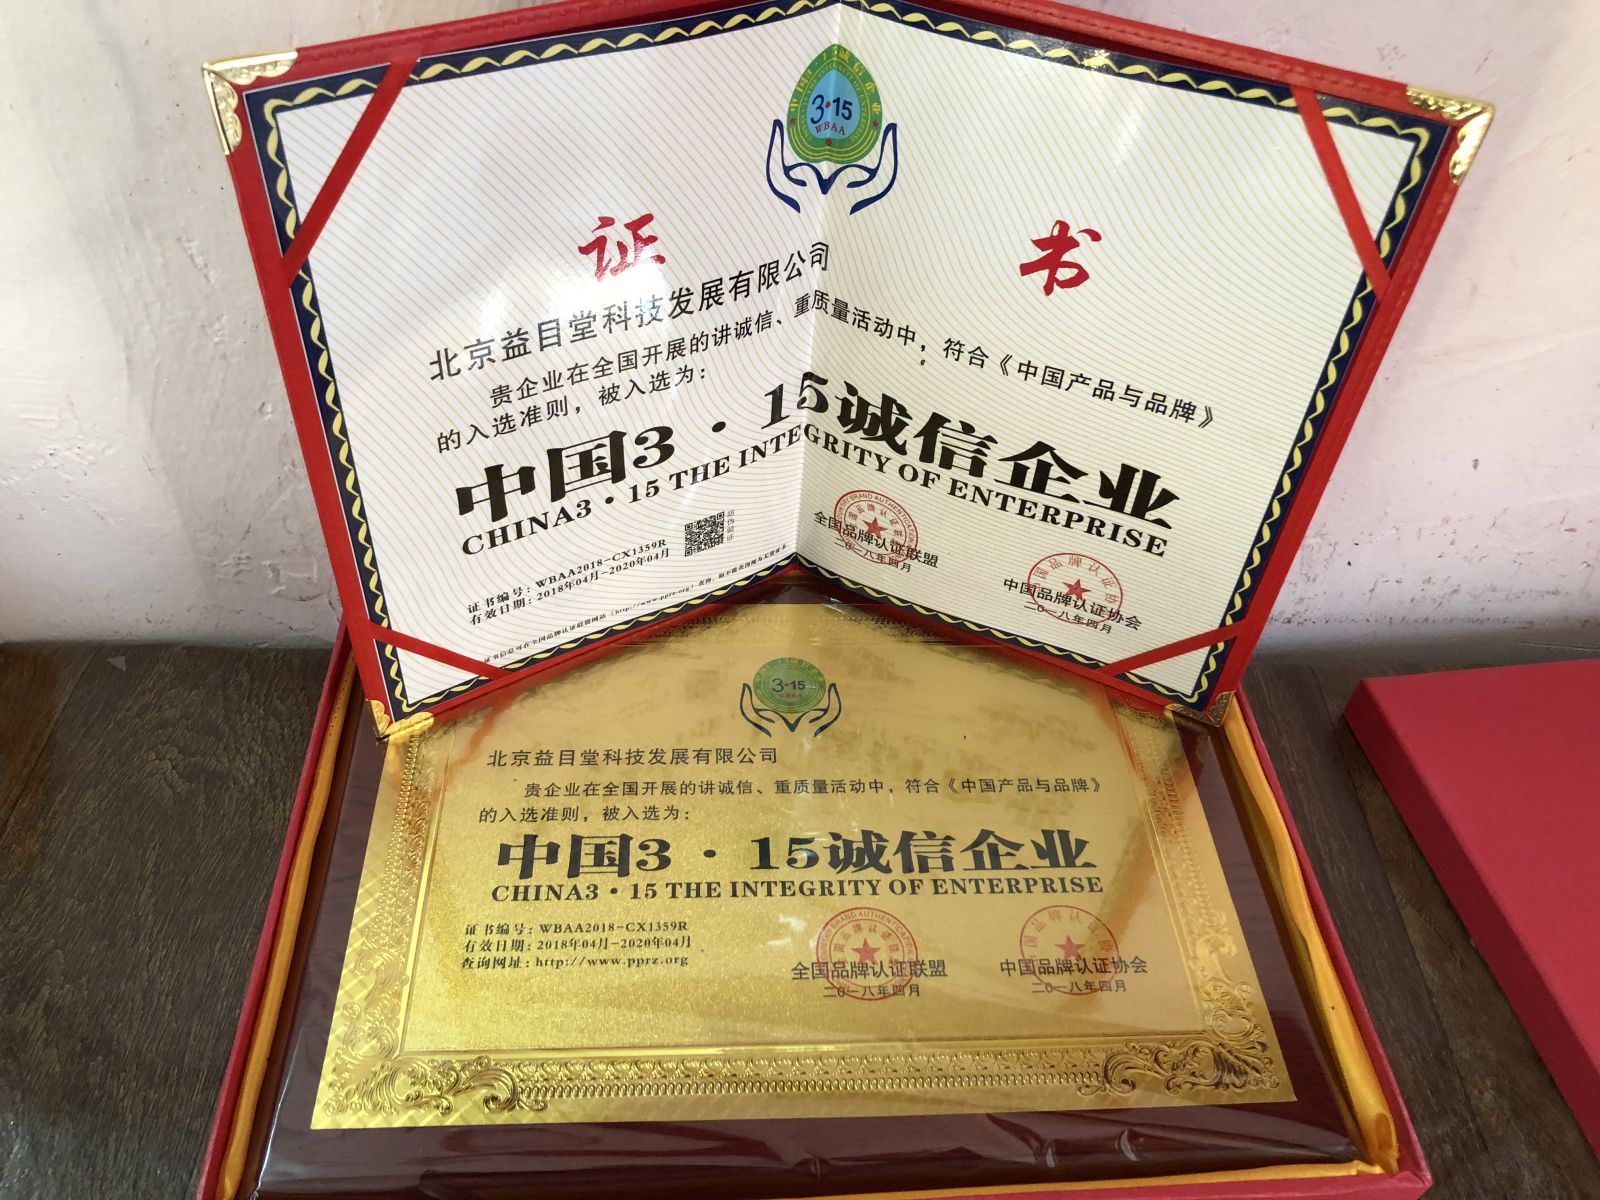 中国3·15诚信企业
3·15
WBAA
证书
北京益目堂科技发展有限公司
贵企业在全国开展的讲诚信、重质量活动中，符合《中国产品与品牌》
的入选准则，被入选为：
中国3·15诚信企业
CHINA3·15 THE INTEGRITY OF ENTERPRISE
证书编号：WBAA2018-CX1359R
有效日期：2018年04月-2020年04月
防伪验证
全国品牌认证联盟
二〇一八年四月
中国品牌认证协会
二〇一八年四月
3·15
WBAA
北京益目堂科技发展有限公司
贵企业在全国开展的讲诚信、重质量活动中，符合《中国产品与品牌》
的入选准则，被入选为：
中国3·15诚信企业
CHINA3·15 THE INTEGRITY OF ENTERPRISE
证书编号：WBAA2018-CX1359R
有效日期：2018年04月-2020年04月
查询网址：http://www.pprz.org
全国品牌认证联盟
二〇一八年四月
中国品牌认证协会
二〇一八年四月